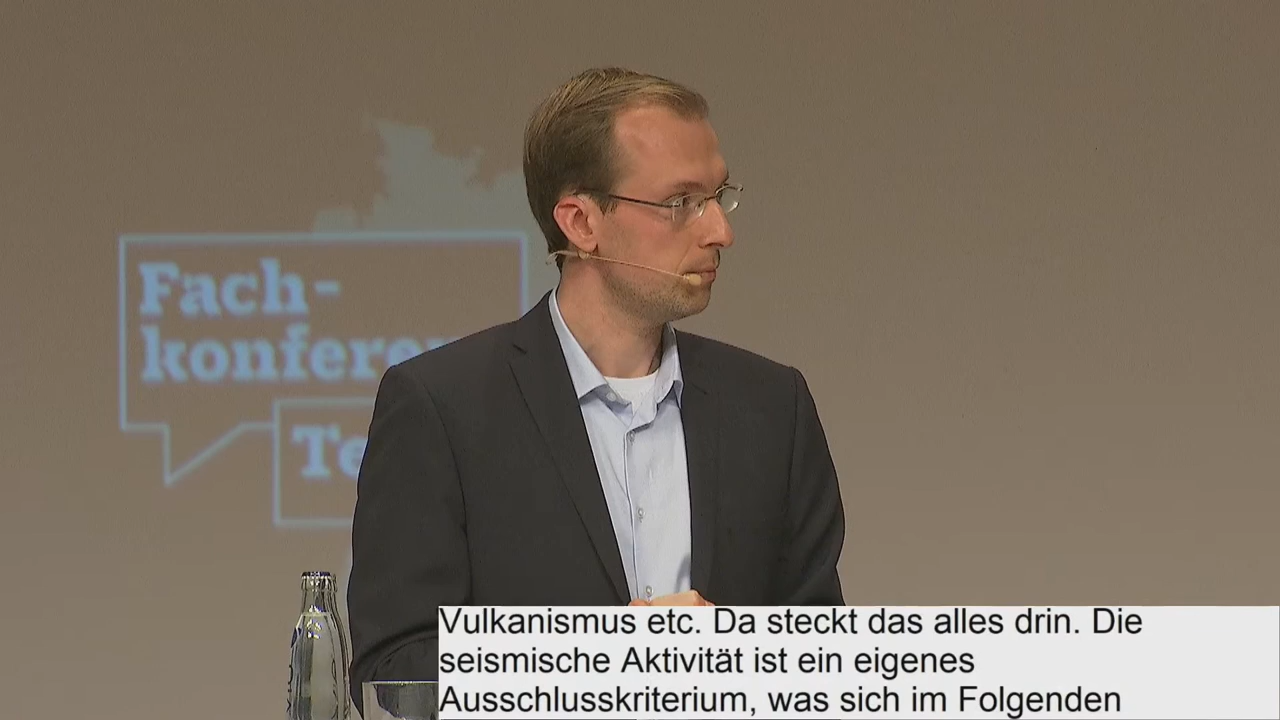 Fach-
konfere
Te
Vulkanismus etc. Da steckt das alles drin. Die
seismische Aktivität ist ein eigenes
Ausschlusskriterium, was sich im Folgenden